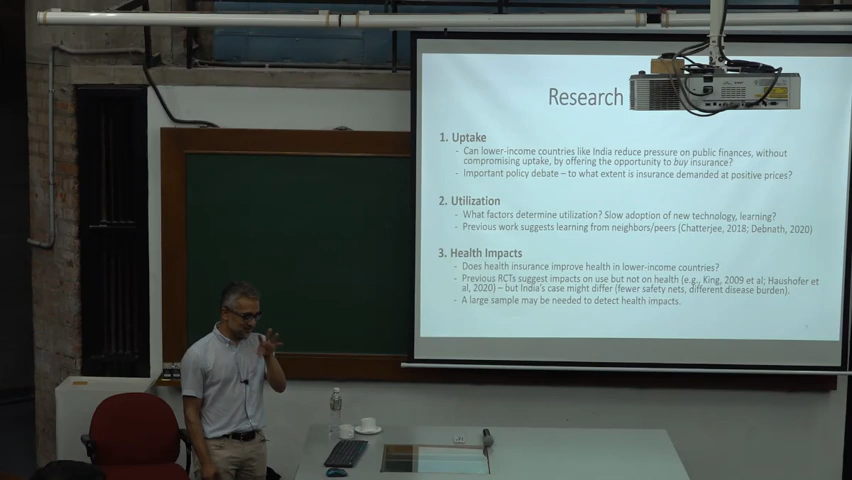 Research
1. Uptake
- Can lower-income countries like India reduce pressure on public finances, without
compromising uptake, by offering the opportunity to buy insurance?
- Important policy debate – to what extent is insurance demanded at positive prices?
2. Utilization
- What factors determine utilization? Slow adoption of new technology, learning?
- Previous work suggests learning from neighbors/peers (Chatterjee, 2018; Debnath, 2020)
3. Health Impacts
- Does health insurance improve health in lower-income countries?
- Previous RCTs suggest impacts on use but not on health (e.g., King, 2009 et al; Haushofer et
al, 2020) – but India's case might differ (fewer safety nets, different disease burden).
- A large sample may be needed to detect health impacts.